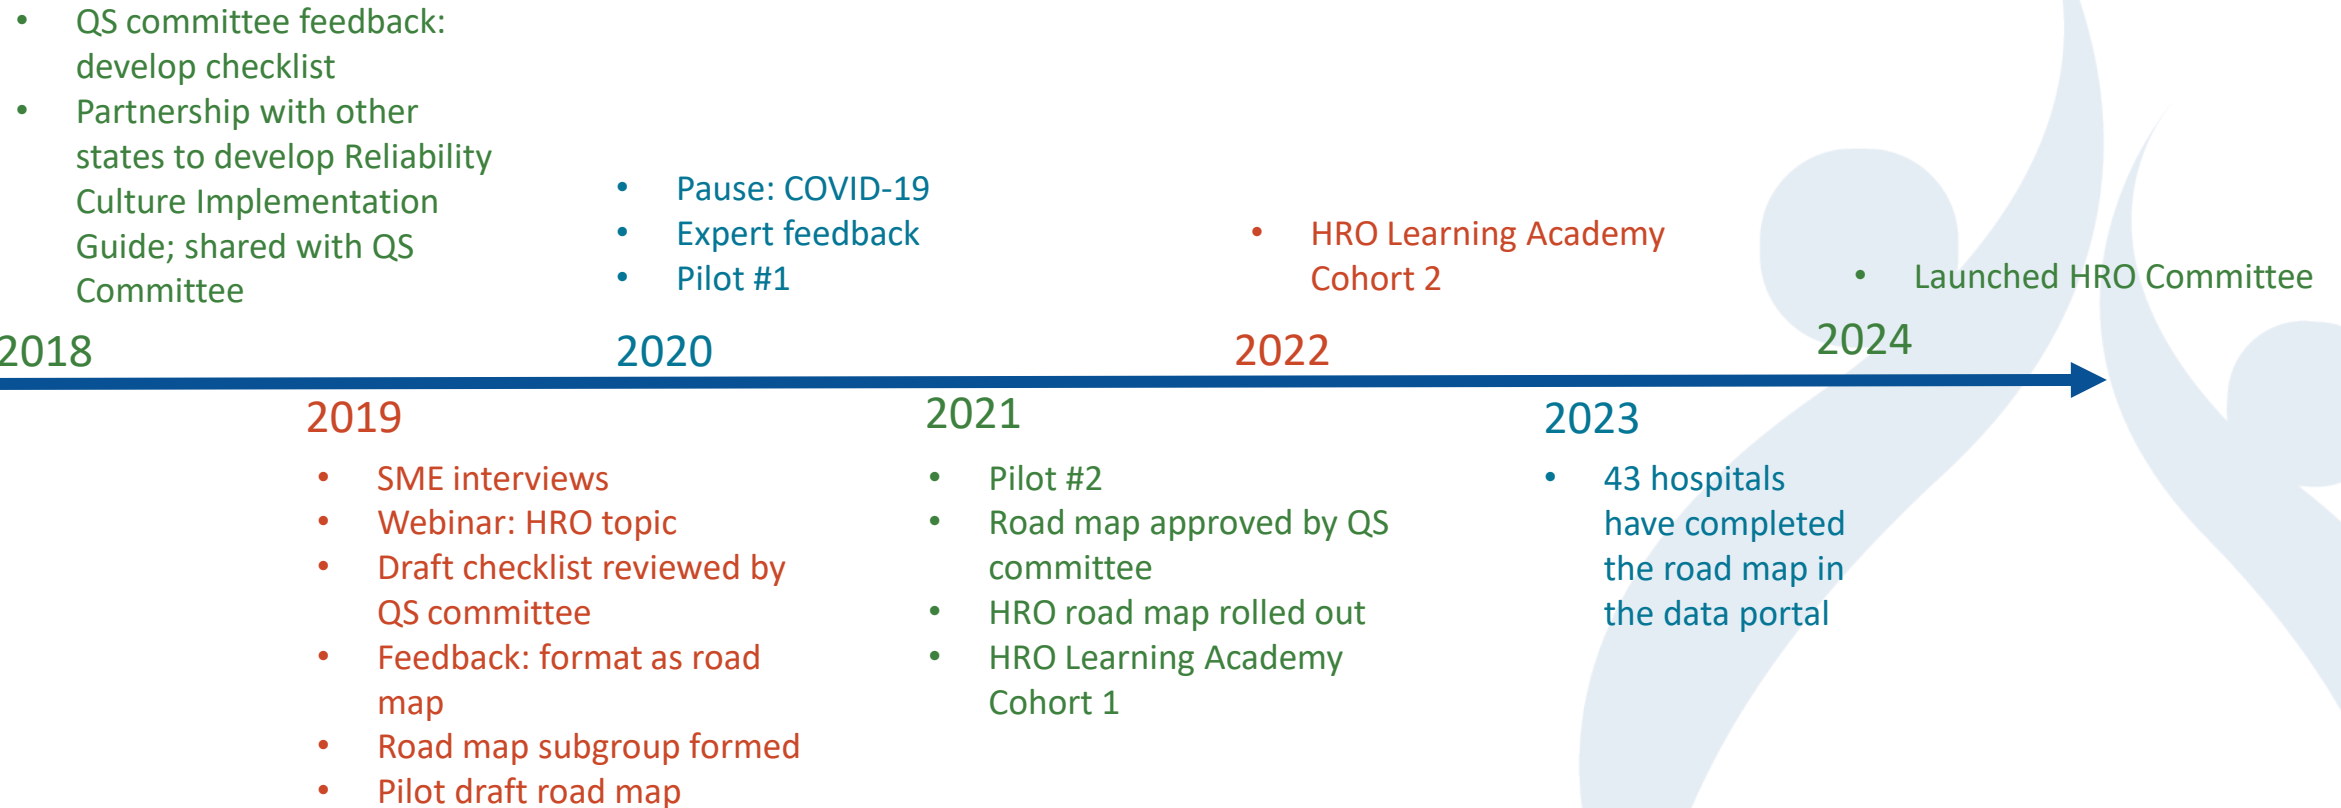 • QS committee feedback:
develop checklist
• Partnership with other
states to develop Reliability
Culture Implementation
Guide; shared with QS
Committee
2018
• Pause: COVID-19
• Expert feedback
• Pilot #1
2020
• HRO Learning Academy
Cohort 2
2022
• Launched HRO Committee
2024
2019
• SME interviews
• Webinar: HRO topic
• Draft checklist reviewed by
QS committee
• Feedback: format as road
map
• Road map subgroup formed
• Pilot draft road map
2021
• Pilot #2
• Road map approved by QS
committee
• HRO road map rolled out
• HRO Learning Academy
Cohort 1
2023
• 43 hospitals
have completed
the road map in
the data portal